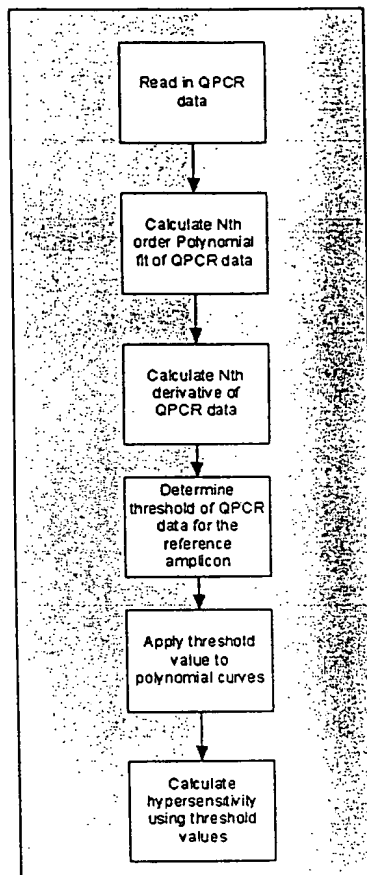 Read in QPCR
data
Calculate Nth
order Polynomial
fit of QPCR data
Calculate Nth
derivative of
QPCR data
Determine
threshold of QPCR
data for the
reference
amplicon
Apply threshold
value to
polynomial curves
Calculate
hypersensitivity
using threshold
values